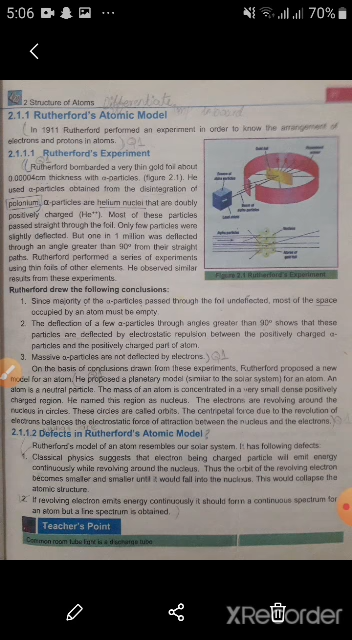 5:06
70%
2 Structure of Atoms
Differentiate
2.1.1 Rutherford's Atomic Model
In 1911 Rutherford performed an experiment in order to know the arrangement of
electrons and protons in atoms. Q1
2.1.1.1 Rutherford's Experiment
Rutherford bombarded a very thin gold foil about
0.00004cm thickness with α-particles. (figure 2.1). He
used α-particles obtained from the disintegration of
polonium. α-particles are helium nuclei that are doubly
positively charged (He⁺⁺). Most of these particles
passed straight through the foil. Only few particles were
slightly deflected. But one in 1 million was deflected
through an angle greater than 90° from their straight
paths. Rutherford performed a series of experiments
using thin foils of other elements. He observed similar
results from these experiments.
Gold foil
Alpha particles
Figure 2.1 Rutherford's Experiment
Rutherford drew the following conclusions:
1. Since majority of the α-particles passed through the foil undeflected, most of the space
occupied by an atom must be empty.
2. The deflection of a few α-particles through angles greater than 90° shows that these
particles are deflected by electrostatic repulsion between the positively charged α-
particles and the positively charged part of atom.
3. Massive α-particles are not deflected by electrons.) Q1
On the basis of conclusions drawn from these experiments, Rutherford proposed a new
model for an atom. He proposed a planetary model (similar to the solar system) for an atom. An
atom is a neutral particle. The mass of an atom is concentrated in a very small dense positively
charged region. He named this region as nucleus. The electrons are revolving around the
nucleus in circles. These circles are called orbits. The centripetal force due to the revolution of
electrons balances the electrostatic force of attraction between the nucleus and the electrons.
2.1.1.2 Defects in Rutherford's Atomic Model
Rutherford's model of an atom resembles our solar system. It has following defects:
1. Classical physics suggests that electron being charged particle will emit energy
continuously while revolving around the nucleus. Thus the orbit of the revolving electron
becomes smaller and smaller until it would fall into the nucleus. This would collapse the
atomic structure.
2. If revolving electron emits energy continuously it should form a continuous spectrum for
an atom but a line spectrum is obtained.
Teacher's Point
Common room tube light is a discharge tube
XRecorder